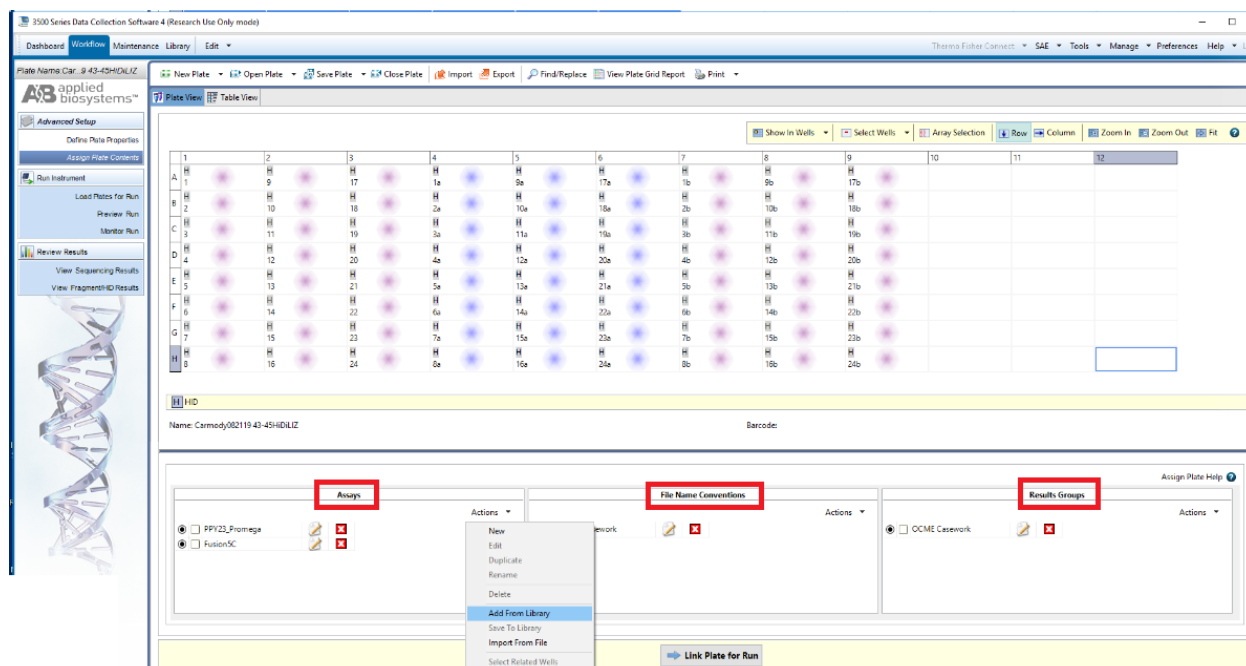 3500 Series Data Collection Software 4 (Research Use Only mode)
Dashboard Workflow Maintenance Library Edit Thermo Fisher Connect SAE Tools Manage Preferences Help
Plate Name:Car...9 43-45HiDiLIZ
New Plate Open Plate Save Plate Close Plate Import Export Find/Replace View Plate Grid Report Print
AB applied biosystems™
Plate View Table View
Advanced Setup
Define Plate Properties
Assign Plate Contents
Run Instrument
Load Plates for Run
Preview Run
Monitor Run
Review Results
View Sequencing Results
View Fragment/HID Results
Show In Wells Select Wells Array Selection Row Column Zoom In Zoom Out Fit
1 2 3 4 5 6 7 8 9 10 11 12
A H H H H H H H H H
1 9 17 1a 9a 17a 1b 9b 17b
B H H H H H H H H H
2 10 18 2a 10a 18a 2b 10b 18b
C H H H H H H H H H
3 11 19 3a 11a 19a 3b 11b 19b
D H H H H H H H H H
4 12 20 4a 12a 20a 4b 12b 20b
E H H H H H H H H H
5 13 21 5a 13a 21a 5b 13b 21b
F H H H H H H H H H
6 14 22 6a 14a 22a 6b 14b 22b
G H H H H H H H H H
7 15 23 7a 15a 23a 7b 15b 23b
H H H H H H H H H H
8 16 24 8a 16a 24a 8b 16b 24b
H HID
Name: Carmody082119 43-45HiDiLIZ Barcode:
Assign Plate Help
Assays File Name Conventions Results Groups
Actions Actions Actions
PPY23_Promega
Fusion5C
ework
OCME Casework
New
Edit
Duplicate
Rename
Delete
Add From Library
Save To Library
Import From File
Select Related Wells
Link Plate for Run